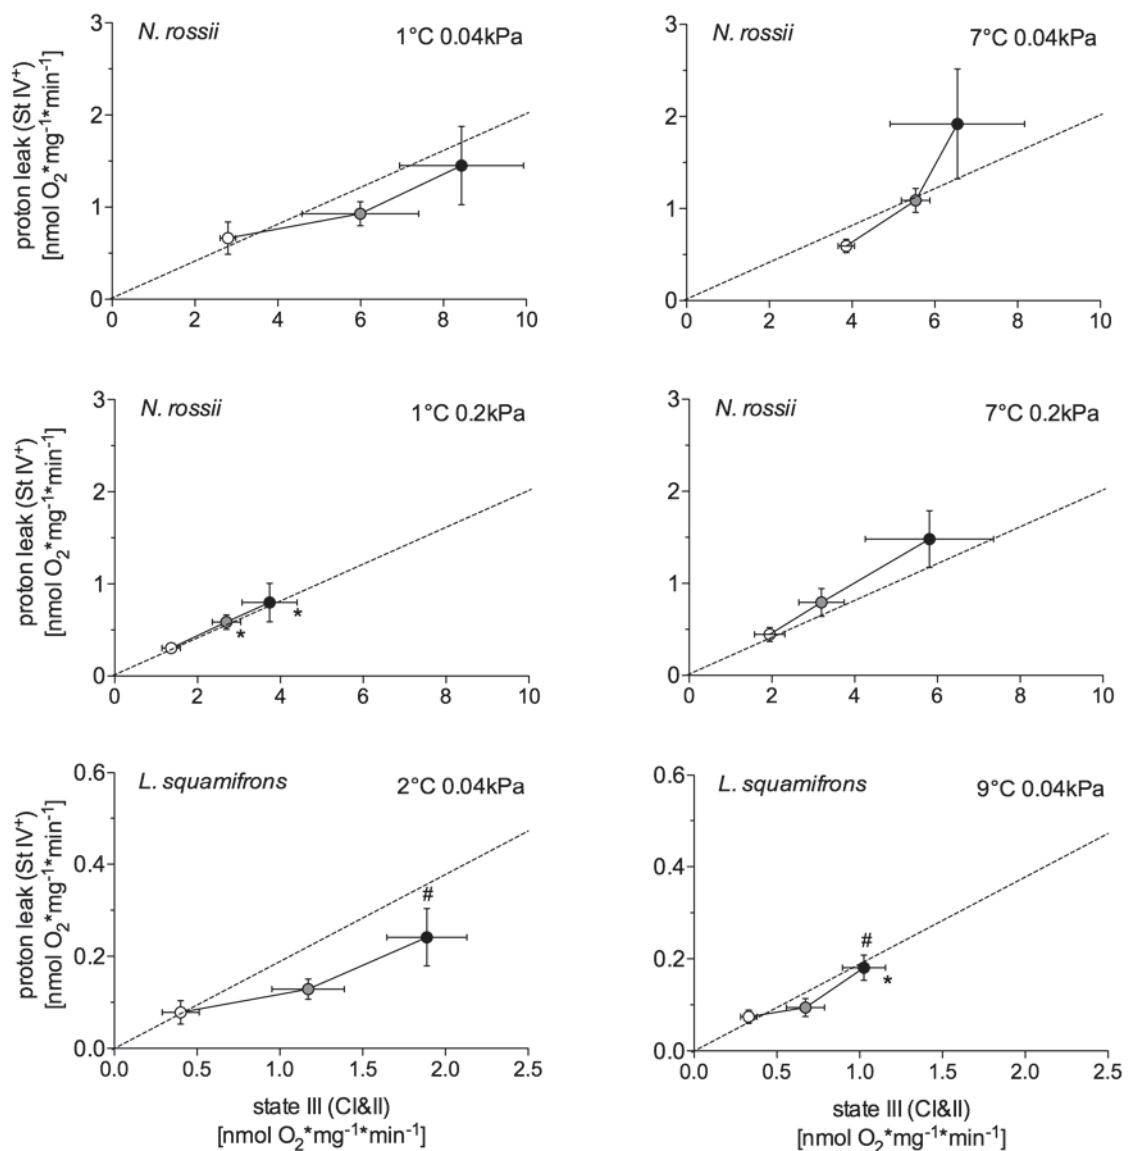 N. rossii
1°C 0.04kPa
proton leak (St IV⁺)
[nmol O₂*mg⁻¹*min⁻¹]
3
2
1
0
0 2 4 6 8 10
N. rossii
7°C 0.04kPa
3
2
1
0
0 2 4 6 8 10
N. rossii
1°C 0.2kPa
proton leak (St IV⁺)
[nmol O₂*mg⁻¹*min⁻¹]
3
2
1
0
* *
0 2 4 6 8 10
N. rossii
7°C 0.2kPa
3
2
1
0
0 2 4 6 8 10
L. squamifrons
2°C 0.04kPa
proton leak (St IV⁺)
[nmol O₂*mg⁻¹*min⁻¹]
0.6
0.4
0.2
0.0
#
0.0 0.5 1.0 1.5 2.0 2.5
state III (CI&II)
[nmol O₂*mg⁻¹*min⁻¹]
L. squamifrons
9°C 0.04kPa
0.6
0.4
0.2
0.0
#
*
0.0 0.5 1.0 1.5 2.0 2.5
state III (CI&II)
[nmol O₂*mg⁻¹*min⁻¹]